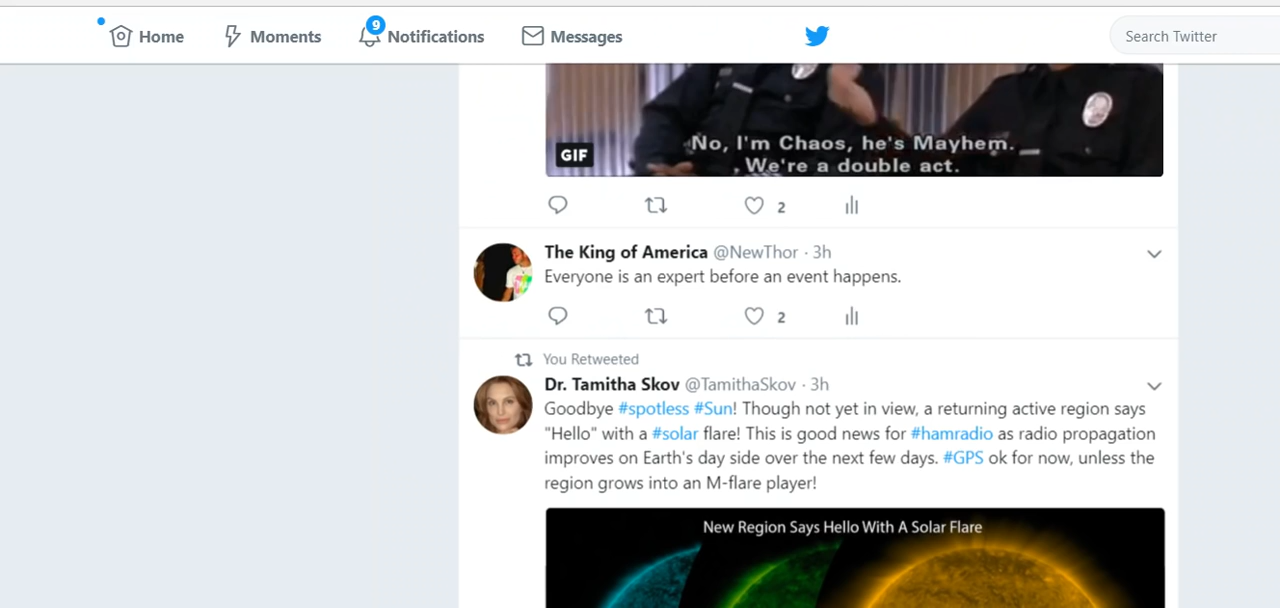 Home
Moments
9
Notifications
Messages
Search Twitter
No, I'm Chaos, he's Mayhem.
We're a double act.
GIF
2
The King of America @NewThor · 3h
Everyone is an expert before an event happens.
2
You Retweeted
Dr. Tamitha Skov @TamithaSkov · 3h
Goodbye #spotless #Sun! Though not yet in view, a returning active region says
"Hello" with a #solar flare! This is good news for #hamradio as radio propagation
improves on Earth's day side over the next few days. #GPS ok for now, unless the
region grows into an M-flare player!
New Region Says Hello With A Solar Flare